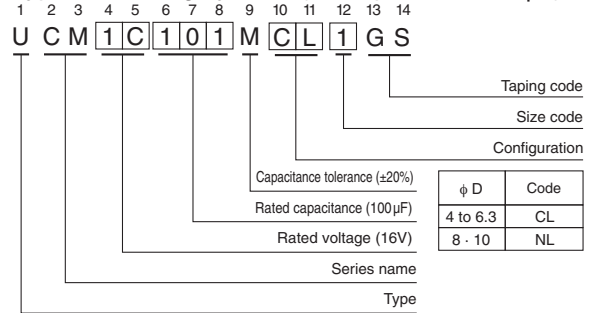 1 2 3 4 5 6 7 8 9 10 11 12 13 14
U C M 1 C 1 0 1 M C L 1 G S
Taping code
Size code
Configuration
Capacitance tolerance (±20%)
Rated capacitance (100µF)
Rated voltage (16V)
Series name
Type
ϕ D Code
4 to 6.3 CL
8 · 10 NL